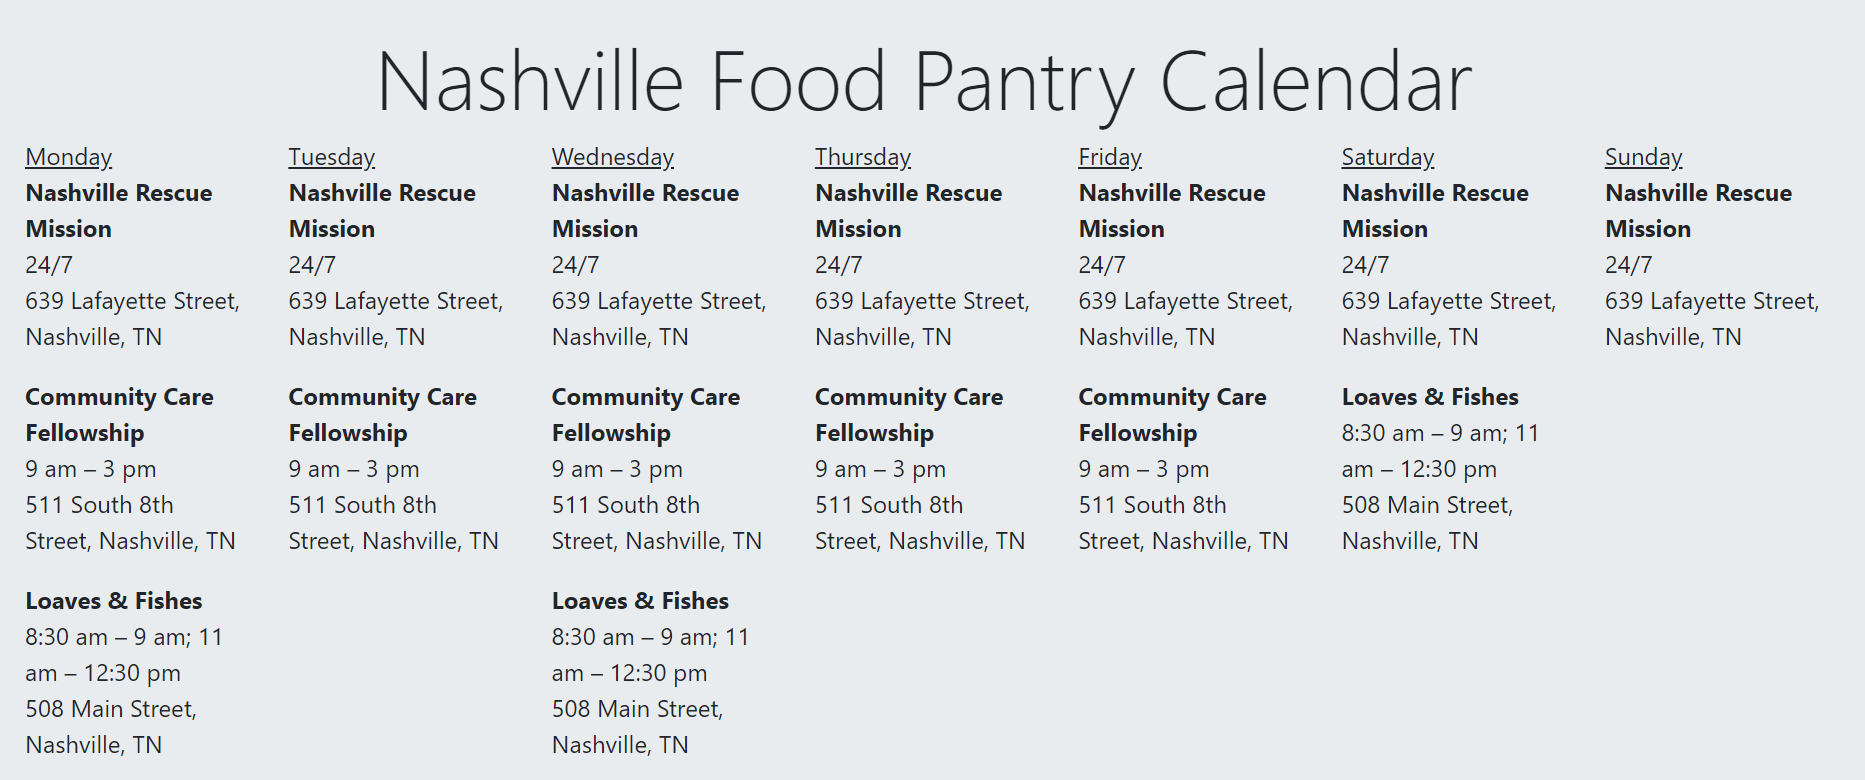 Nashville Food Pantry Calendar
Monday
Nashville Rescue
Mission
24/7
639 Lafayette Street,
Nashville, TN
Community Care
Fellowship
9 am – 3 pm
511 South 8th
Street, Nashville, TN
Loaves & Fishes
8:30 am – 9 am; 11
am – 12:30 pm
508 Main Street,
Nashville, TN
Tuesday
Nashville Rescue
Mission
24/7
639 Lafayette Street,
Nashville, TN
Community Care
Fellowship
9 am – 3 pm
511 South 8th
Street, Nashville, TN
Wednesday
Nashville Rescue
Mission
24/7
639 Lafayette Street,
Nashville, TN
Community Care
Fellowship
9 am – 3 pm
511 South 8th
Street, Nashville, TN
Loaves & Fishes
8:30 am – 9 am; 11
am – 12:30 pm
508 Main Street,
Nashville, TN
Thursday
Nashville Rescue
Mission
24/7
639 Lafayette Street,
Nashville, TN
Community Care
Fellowship
9 am – 3 pm
511 South 8th
Street, Nashville, TN
Friday
Nashville Rescue
Mission
24/7
639 Lafayette Street,
Nashville, TN
Community Care
Fellowship
9 am – 3 pm
511 South 8th
Street, Nashville, TN
Saturday
Nashville Rescue
Mission
24/7
639 Lafayette Street,
Nashville, TN
Loaves & Fishes
8:30 am – 9 am; 11
am – 12:30 pm
508 Main Street,
Nashville, TN
Sunday
Nashville Rescue
Mission
24/7
639 Lafayette Street,
Nashville, TN